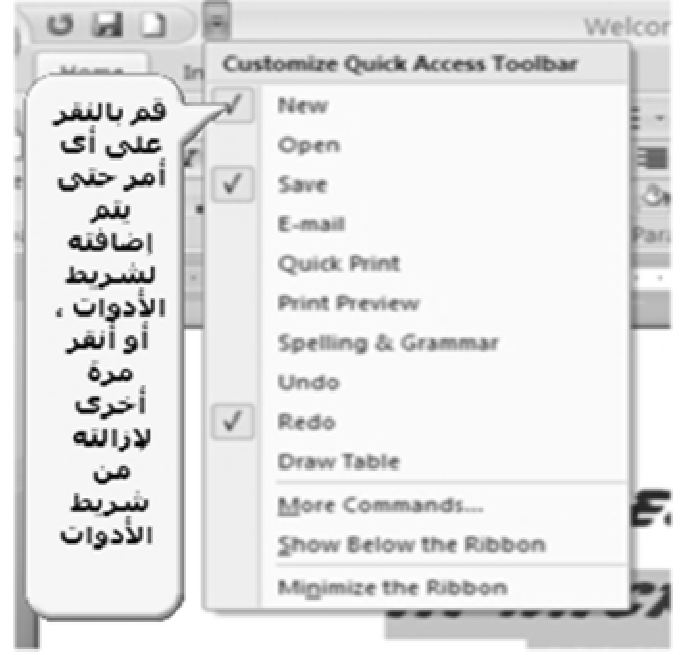 Welcor
Home In
Customize Quick Access Toolbar
New
Open
Save
E-mail
Quick Print
Print Preview
Spelling & Grammar
Undo
Redo
Draw Table
More Commands...
Show Below the Ribbon
Minimize the Ribbon
Para
قم بالنقر
على أى
أمر حتى
يتم
إضافته
لشريط
الأدوات ،
أو أنقر
مرة
أخرى
لإزالته
من
شريط
الأدوات